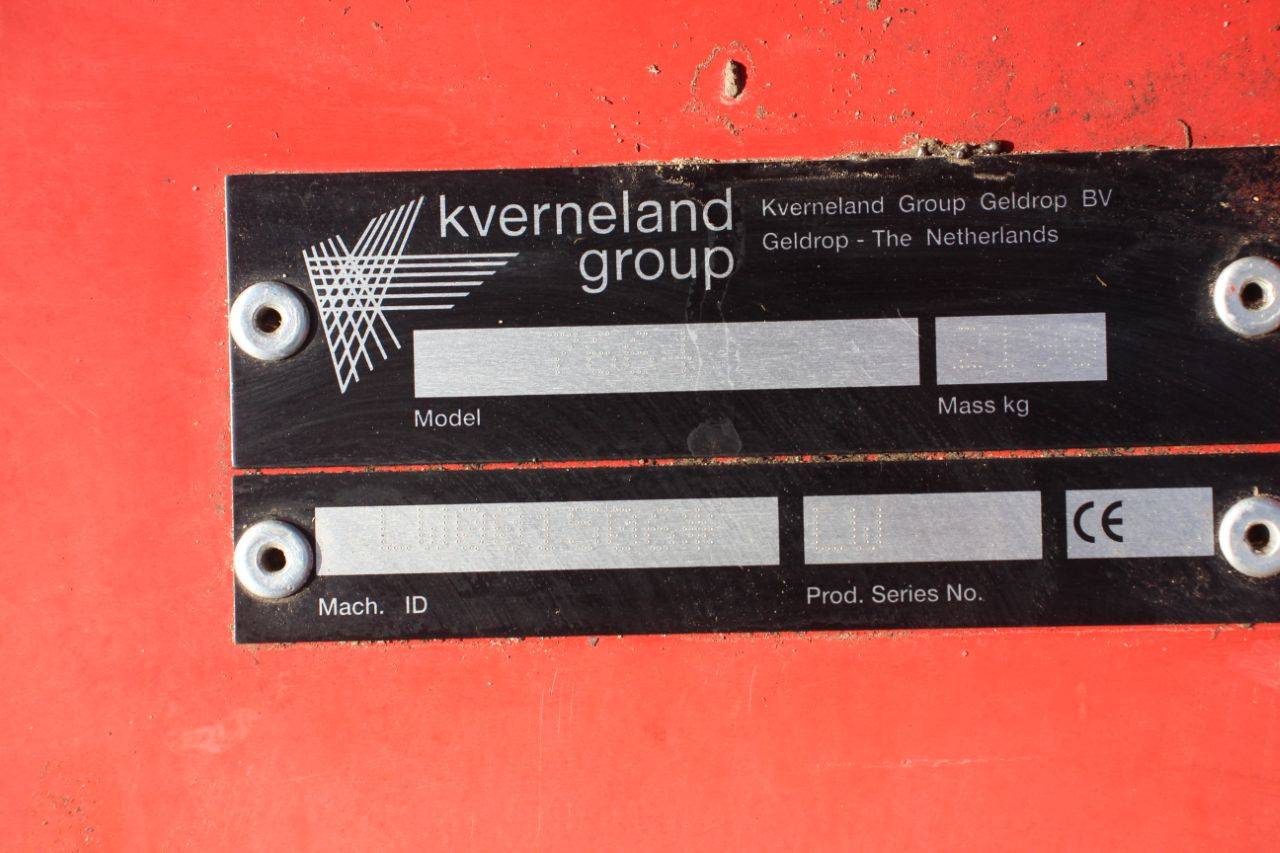 kverneland
group
Kverneland Group Geldrop BV
Geldrop - The Netherlands
Model
Mass kg
CE
Mach. ID
Prod. Series No.